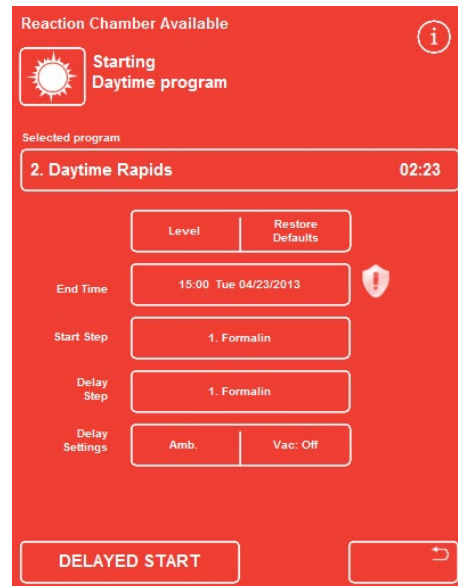 Reaction Chamber Available
i
Starting
Daytime program
Selected program
2. Daytime Rapids 02:23
Level
Restore
Defaults
End Time
15:00 Tue 04/23/2013
!
Start Step
1. Formalin
Delay
Step
1. Formalin
Delay
Settings
Amb.
Vac: Off
DELAYED START